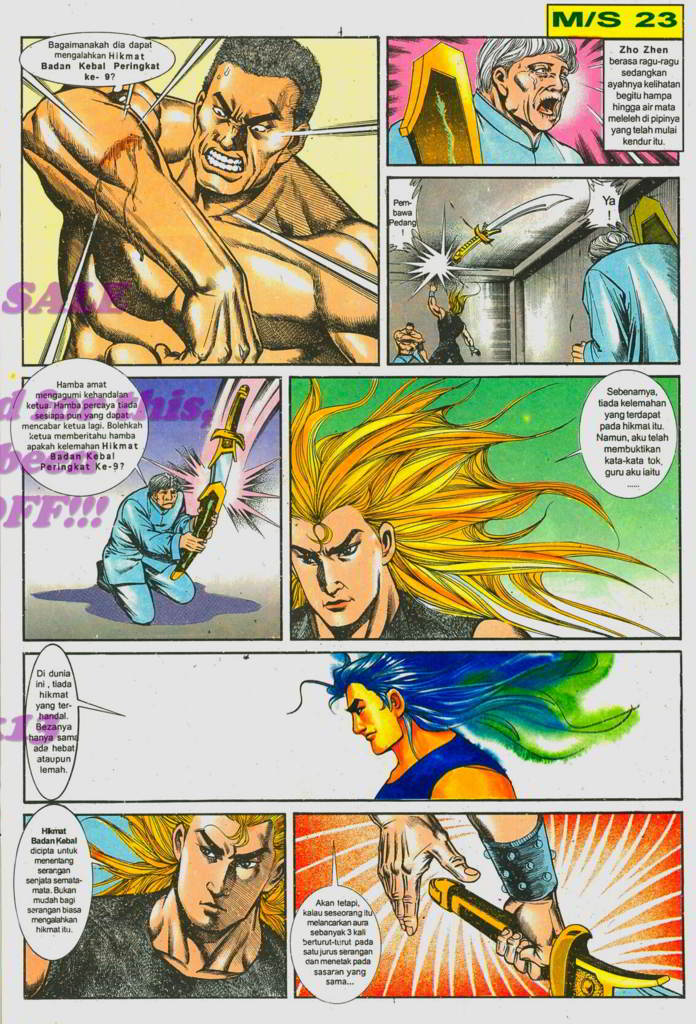 M/S 23
Bagaimanakah dia dapat
mengalahkan Hikmat
Badan Kebal Peringkat
ke- 9?
Zho Zhen
berasa ragu-ragu
sedangkan
ayahnya kelihatan
begitu hampa
hingga air mata
meleleh di pipinya
yang telah mulai
kendur itu.
Pem-
bawa
Pedang
!
Ya !
SALE
Hamba amat
mengagumi kehandalan
ketua. Hamba percaya tiada
sesiapa pun yang dapat
mencabar ketua lagi. Bolehkah
ketua memberitahu hamba
apakah kelemahan Hikmat
Badan Kebal
Peringkat Ke-9?
d
this,
be
OFF!!!
Sebenarnya,
tiada kelemahan
yang terdapat
pada hikmat itu.
Namun, aku telah
membuktikan
kata-kata tok
guru aku iaitu
......
Di dunia
ini , tiada
hikmat
yang ter-
handal.
Bezanya
hanya sama
ada hebat
ataupun
lemah.
Hikmat
Badan Kebal
dicipta untuk
menentang
serangan
senjata semata-
mata. Bukan
mudah bagi
serangan biasa
mengalahkan
hikmat itu.
Akan tetapi,
kalau seseorang itu
melancarkan aura
sebanyak 3 kali
berturut-turut pada
satu jurus serangan
dan menetak pada
sasaran yang
sama...